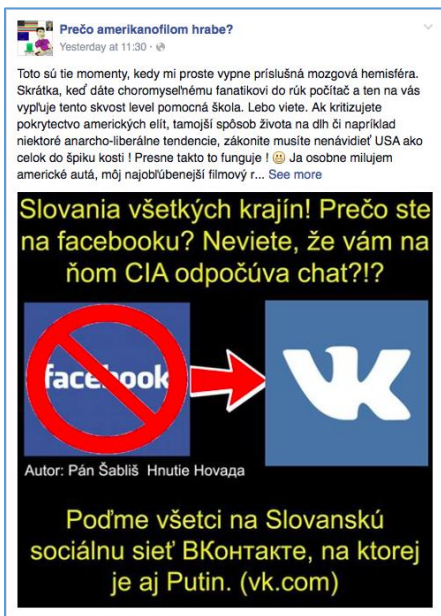 Prečo amerikanofilom hrabe?
Yesterday at 11:30 ·
Toto sú tie momenty, kedy mi proste vypne príslušná mozgová hemisféra.
Skrátka, keď dáte choromyseľnému fanatikovi do rúk počítač a ten na vás
vypľuje tento skvost level pomocná škola. Lebo viete. Ak kritizujete
pokrytectvo amerických elít, tamojší spôsob života na dlh či napríklad
niektoré anarcho-liberálne tendencie, zákonite musíte nenávidieť USA ako
celok do špiku kosti ! Presne takto to funguje ! Ja osobne milujem
americké autá, môj najobľúbenejší filmový r... See more
Slovania všetkých krajín! Prečo ste
na facebooku? Neviete, že vám na
ňom CIA odpočúva chat?!?
facebook
VK
Autor: Pán Šabliš Hnutie Ноvада
Poďme všetci na Slovanskú
sociálnu sieť ВКонтакте, na ktorej
je aj Putin. (vk.com)